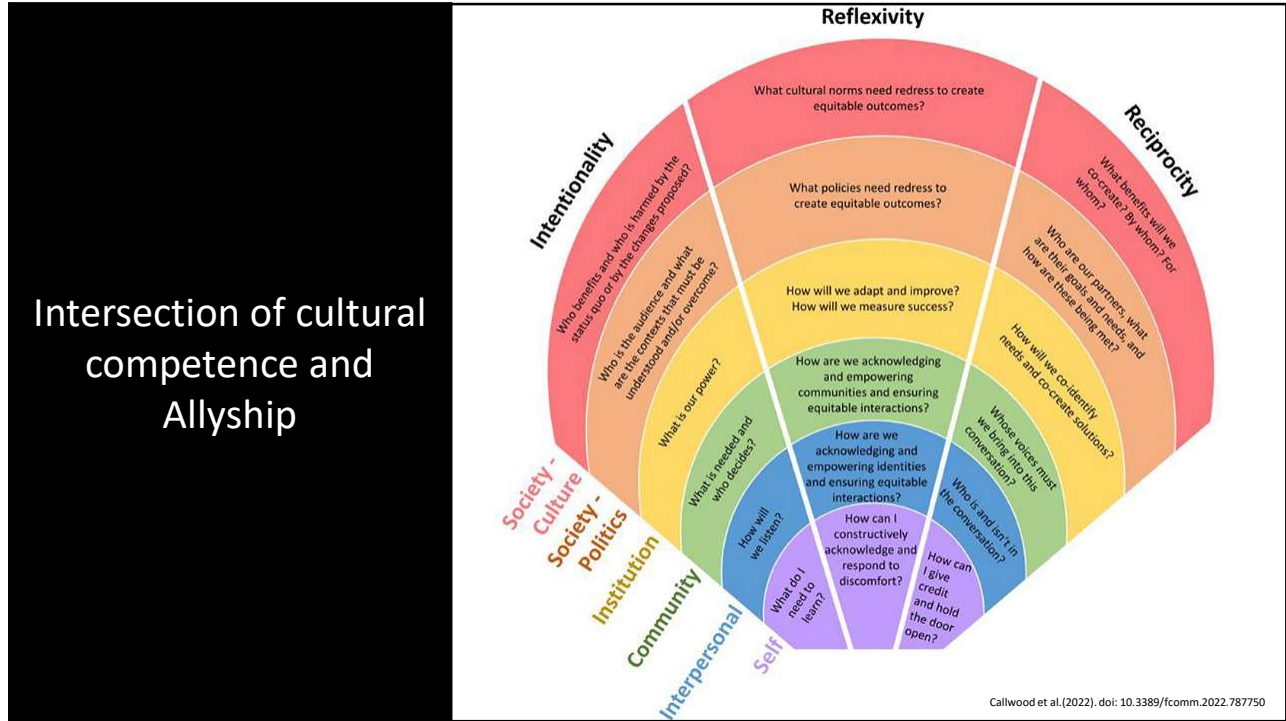 Intersection of cultural
competence and
Allyship
Reflexivity
Intentionality
Reciprocity
What cultural norms need redress to create
equitable outcomes?
Who benefits and who is harmed by the
status quo or by the changes proposed?
What benefits will we
co-create? By whom? For
whom?
What policies need redress to
create equitable outcomes?
Who is the audience and what
are the contexts that must be
understood and/or overcome?
Who are our partners, what
are their goals and needs, and
how are these being met?
How will we adapt and improve?
How will we measure success?
What is our power?
How will we co-identify
needs and co-create solutions?
How are we acknowledging
and empowering
communities and ensuring
equitable interactions?
What is needed and
who decides?
Whose voices must
we bring into this
conversation?
How are we
acknowledging and
empowering identities
and ensuring equitable
interactions?
How will
we listen?
Who is and isn't in
the conversation?
How can I
constructively
acknowledge and
respond to
discomfort?
What do I
need to
learn?
How can
I give
credit
and hold
the door
open?
Society -
Culture
Society -
Politics
Institution
Community
Interpersonal
Self
Callwood et al.(2022). doi: 10.3389/fcomm.2022.787750